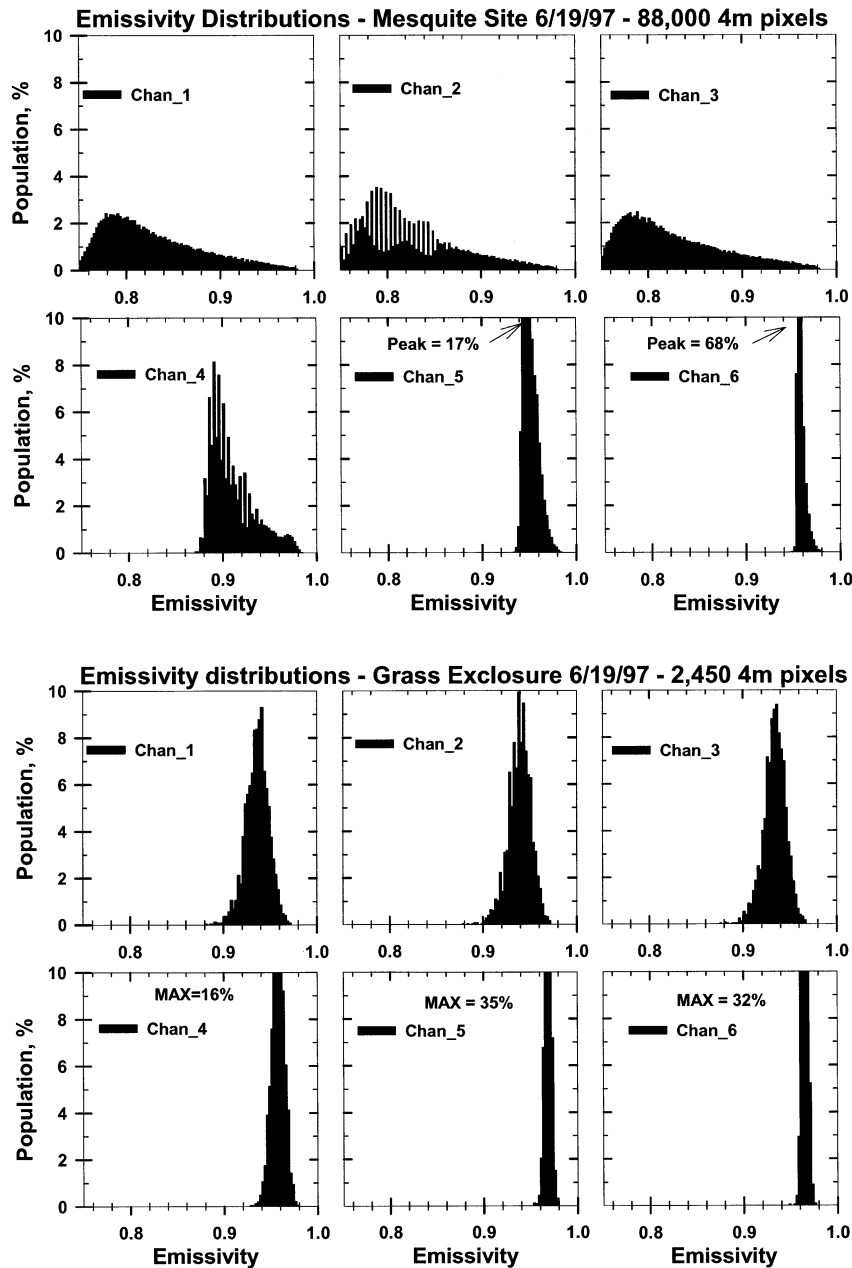 Emissivity Distributions - Mesquite Site 6/19/97 - 88,000 4m pixels
10
8
6
4
2
0
Population, %
Chan_1
Chan_2
Chan_3
0.8 0.9 1.0
0.8 0.9 1.0
0.8 0.9 1.0
10
8
6
4
2
0
Population, %
Chan_4
Peak = 17%
Chan_5
Peak = 68%
Chan_6
0.8 0.9 1.0
0.8 0.9 1.0
0.8 0.9 1.0
Emissivity
Emissivity
Emissivity
Emissivity distributions - Grass Exclosure 6/19/97 - 2,450 4m pixels
10
8
6
4
2
0
Population, %
Chan_1
Chan_2
Chan_3
0.8 0.9 1.0
0.8 0.9 1.0
0.8 0.9 1.0
10
8
6
4
2
0
Population, %
MAX=16%
Chan_4
MAX = 35%
Chan_5
MAX = 32%
Chan_6
0.8 0.9 1.0
0.8 0.9 1.0
0.8 0.9 1.0
Emissivity
Emissivity
Emissivity